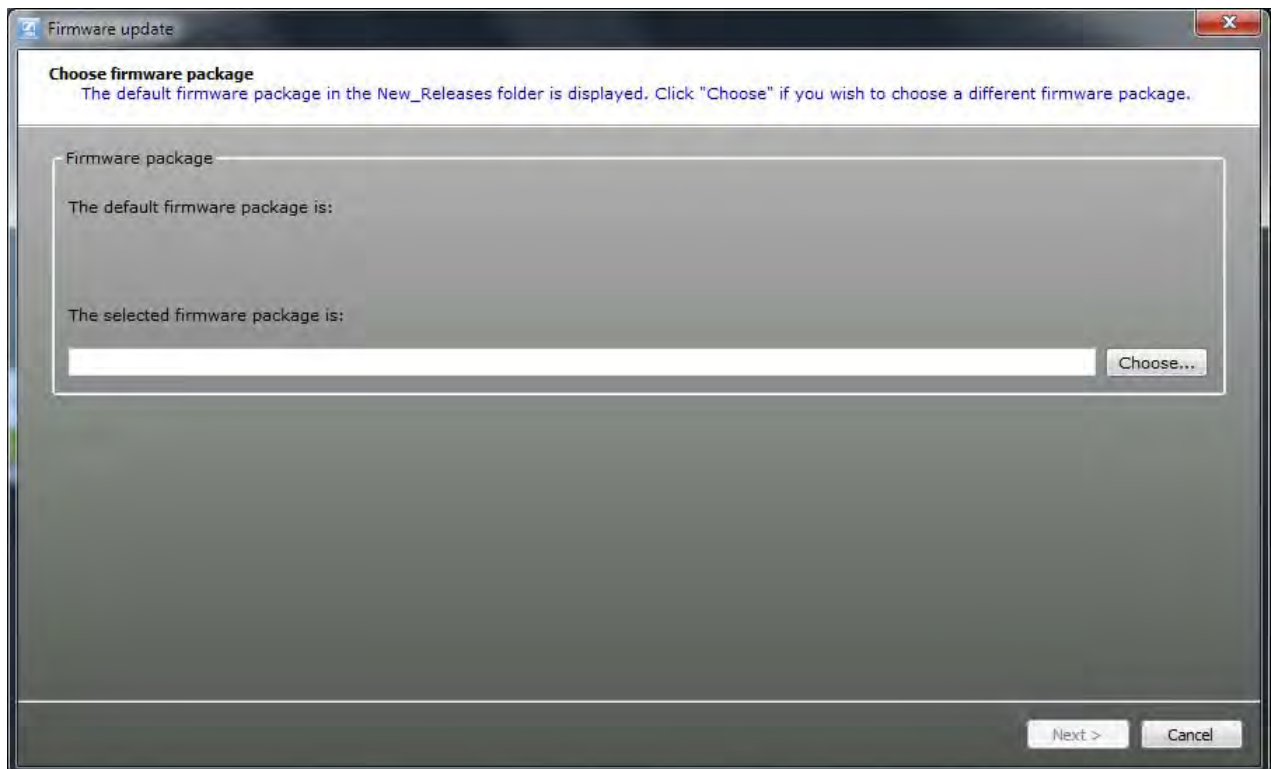 Firmware update
Choose firmware package
The default firmware package in the New_Releases folder is displayed. Click "Choose" if you wish to choose a different firmware package.
Firmware package
The default firmware package is:
The selected firmware package is:
Choose...
Next >
Cancel